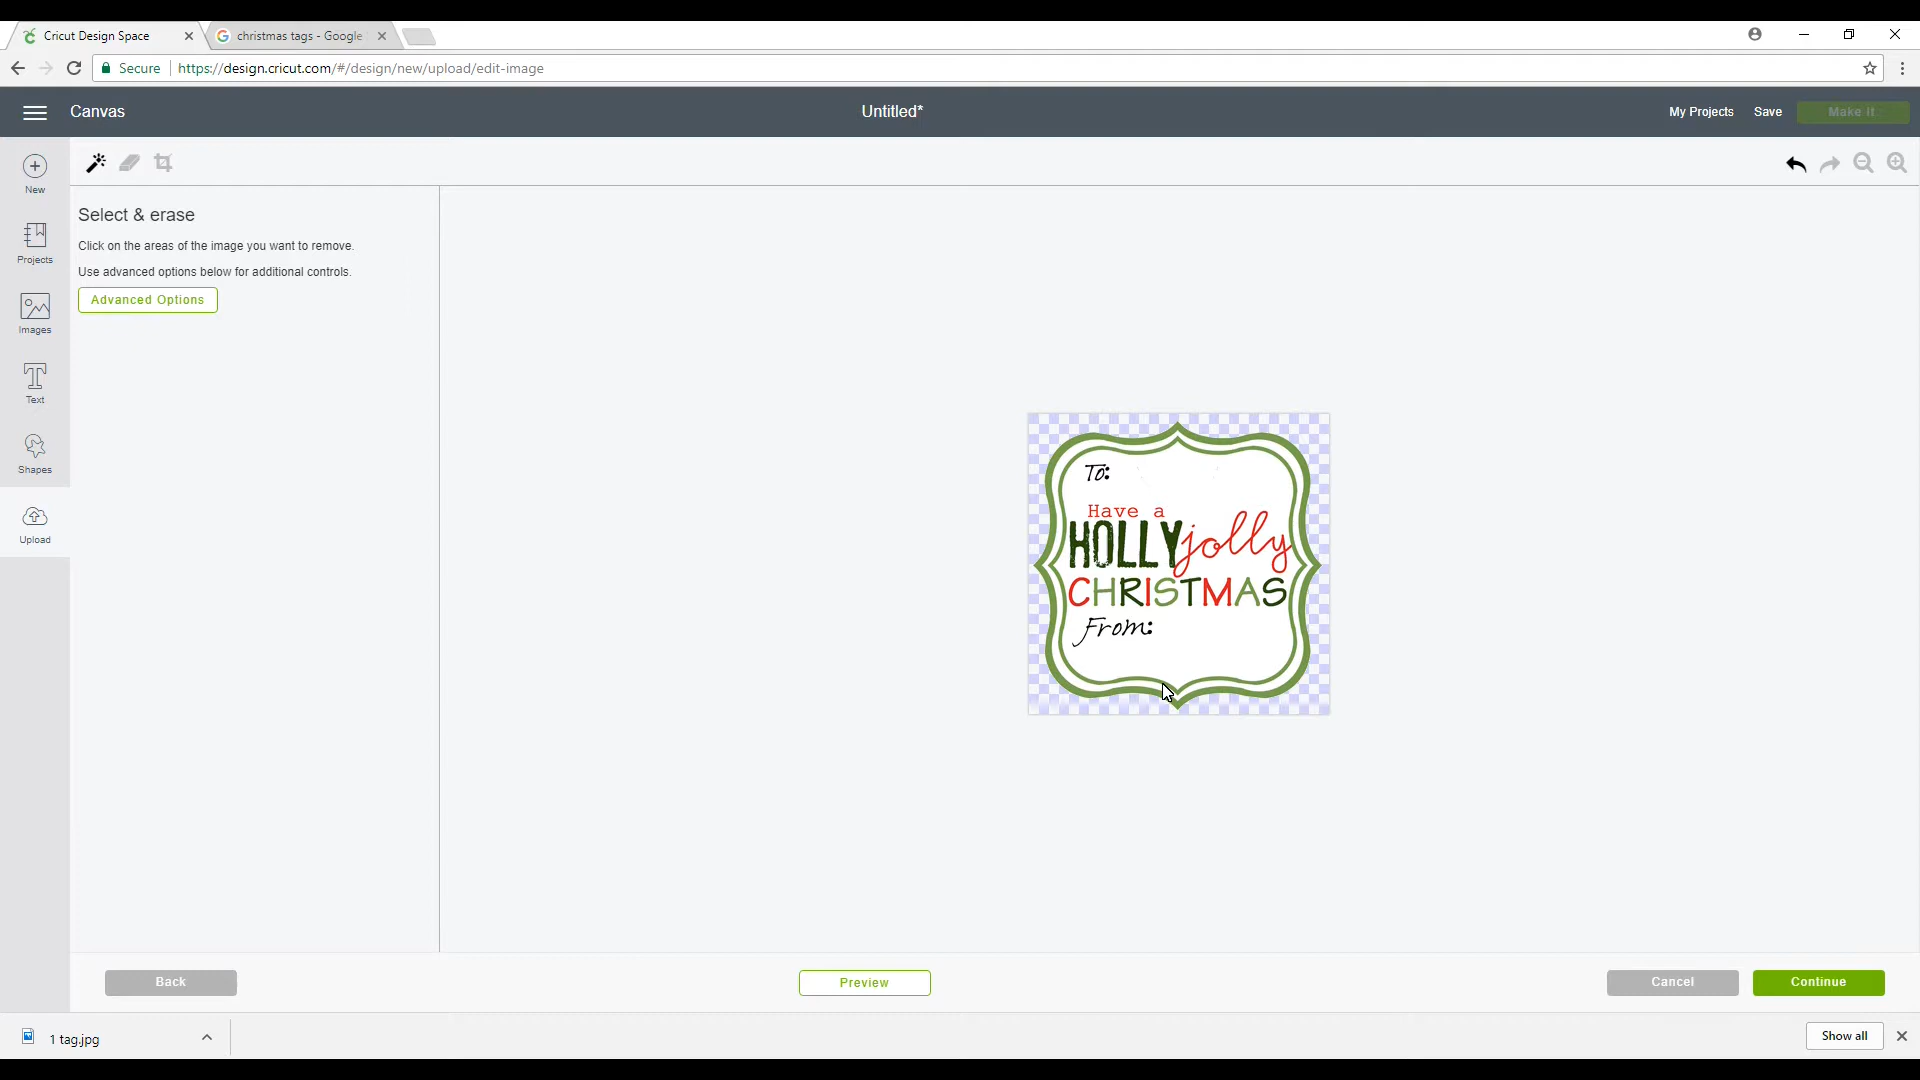 Cricut Design Space
christmas tags - Google
Secure
https://design.cricut.com/#/design/new/upload/edit-image
Canvas
Untitled*
My Projects
Save
Make It
New
Projects
Images
Text
Shapes
Upload
Select & erase
Click on the areas of the image you want to remove.
Use advanced options below for additional controls.
Advanced Options
To:
Have a
HOLLY jolly
CHRISTMAS
From:
Back
Preview
Cancel
Continue
1 tag.jpg
Show all